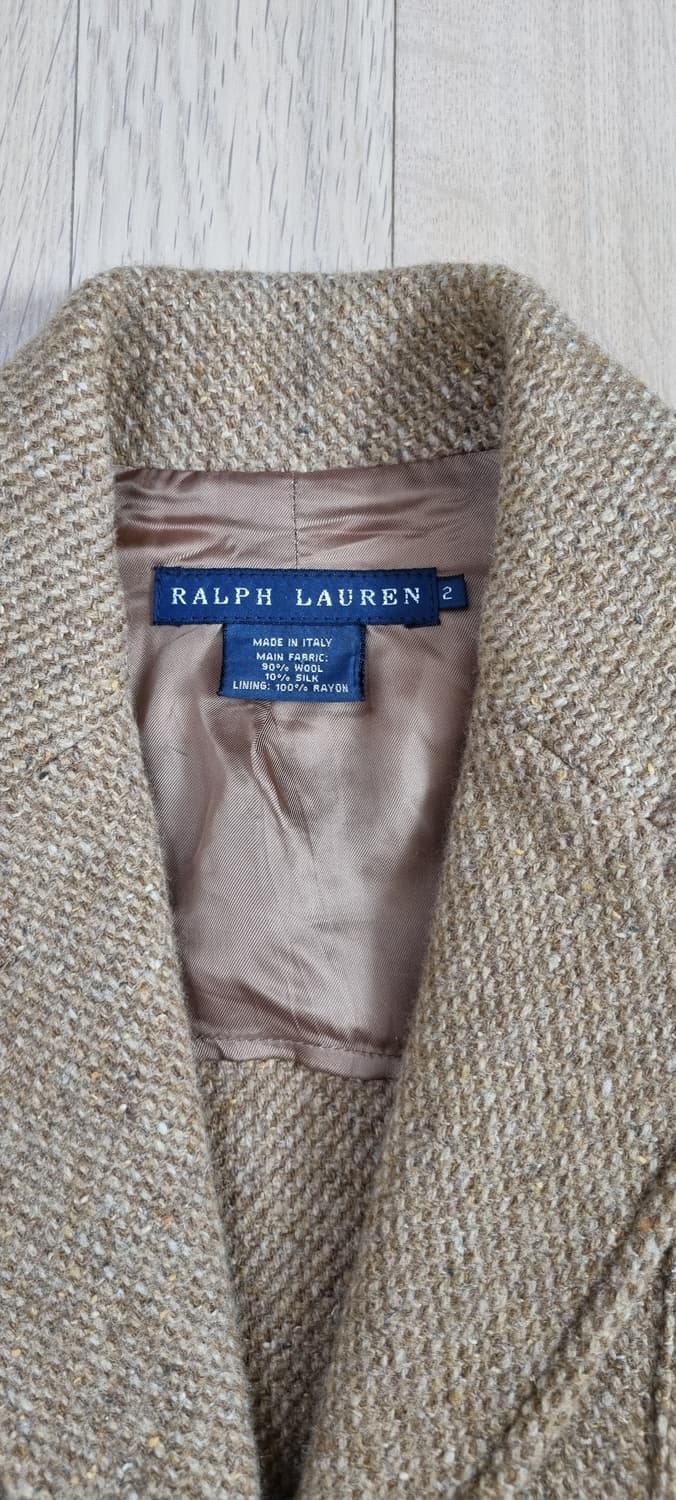 RALPH LAUREN 2
MADE IN ITALY
MAIN FABRIC:
90% WOOL
10% SILK
LINING: 100% RAYON